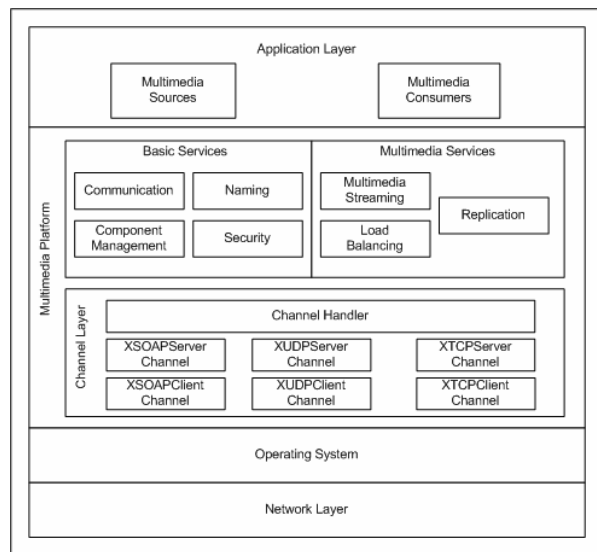 Application Layer
Multimedia
Sources
Multimedia
Consumers
Multimedia Platform
Basic Services
Communication
Naming
Component
Management
Security
Multimedia Services
Multimedia
Streaming
Load
Balancing
Replication
Channel Layer
Channel Handler
XSOAPServer
Channel
XUDPServer
Channel
XTCPServer
Channel
XSOAPClient
Channel
XUDPClient
Channel
XTCPClient
Channel
Operating System
Network Layer